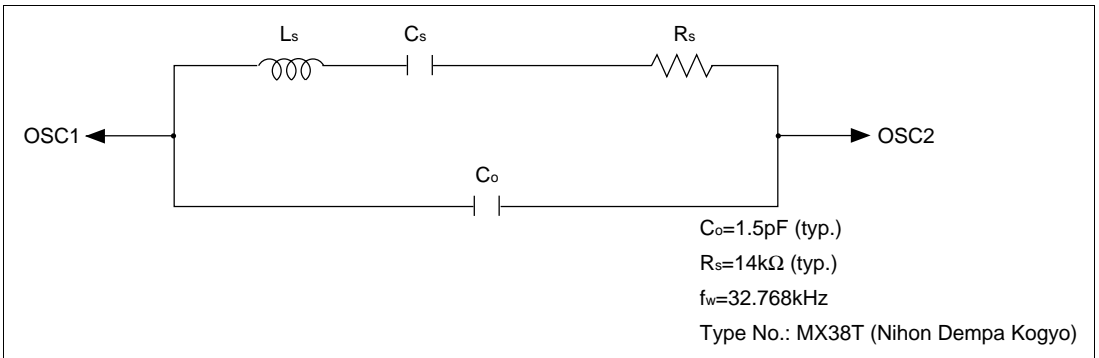 Ls Cs Rs
OSC1 OSC2
Co
Co=1.5pF (typ.)
Rs=14kΩ (typ.)
fw=32.768kHz
Type No.: MX38T (Nihon Dempa Kogyo)